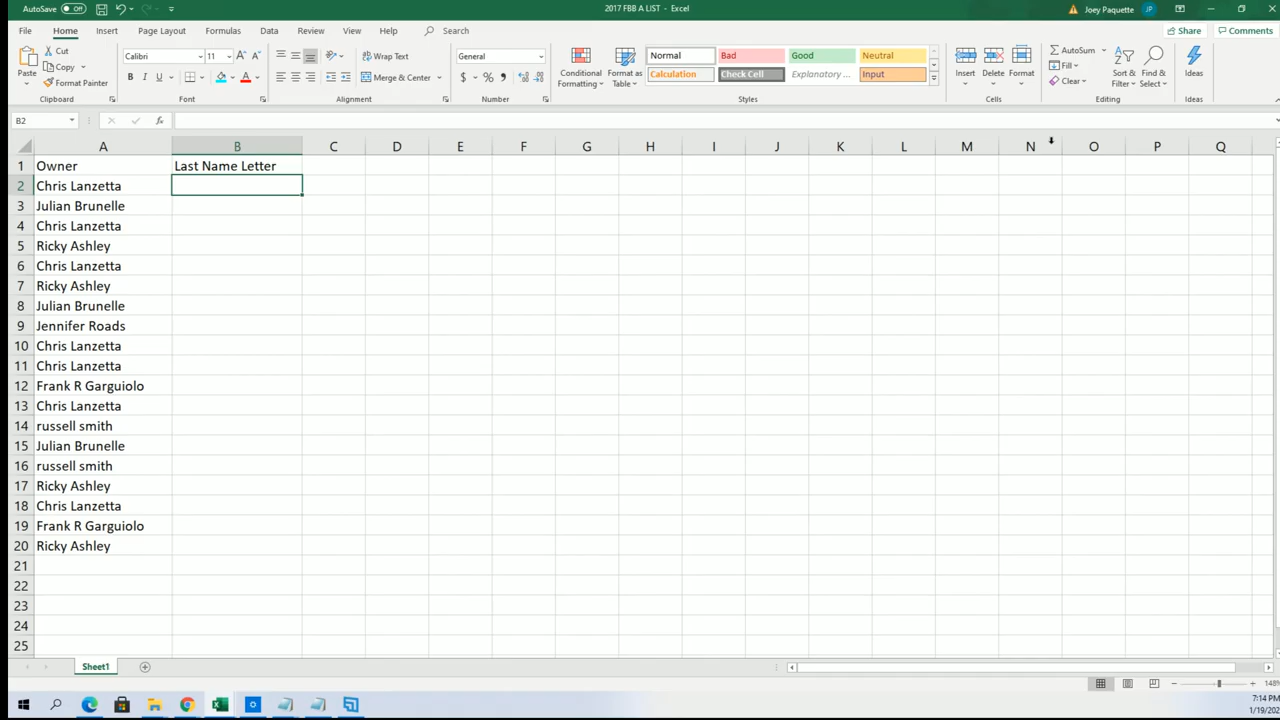 AutoSave Off 2017 FBB A LIST - Excel Joey Paquette JP
File Home Insert Page Layout Formulas Data Review View Help Search Share Comments
Paste Cut Copy Format Painter Clipboard
Calibri 11 A A B I U A Font
Wrap Text Merge & Center Alignment
General $ % Number
Conditional Formatting Format as Table
Normal Bad Good Neutral
Calculation Check Cell Explanatory ... Input
Styles
Insert Delete Format Cells
AutoSum Fill Clear Sort & Filter Find & Select Editing
Ideas Ideas
B2 fx
A B C D E F G H I J K L M N O P Q
1 Owner Last Name Letter
2 Chris Lanzetta
3 Julian Brunelle
4 Chris Lanzetta
5 Ricky Ashley
6 Chris Lanzetta
7 Ricky Ashley
8 Julian Brunelle
9 Jennifer Roads
10 Chris Lanzetta
11 Chris Lanzetta
12 Frank R Garguiolo
13 Chris Lanzetta
14 russell smith
15 Julian Brunelle
16 russell smith
17 Ricky Ashley
18 Chris Lanzetta
19 Frank R Garguiolo
20 Ricky Ashley
21
22
23
24
25
Sheet1
148%
7:14 PM
1/19/202